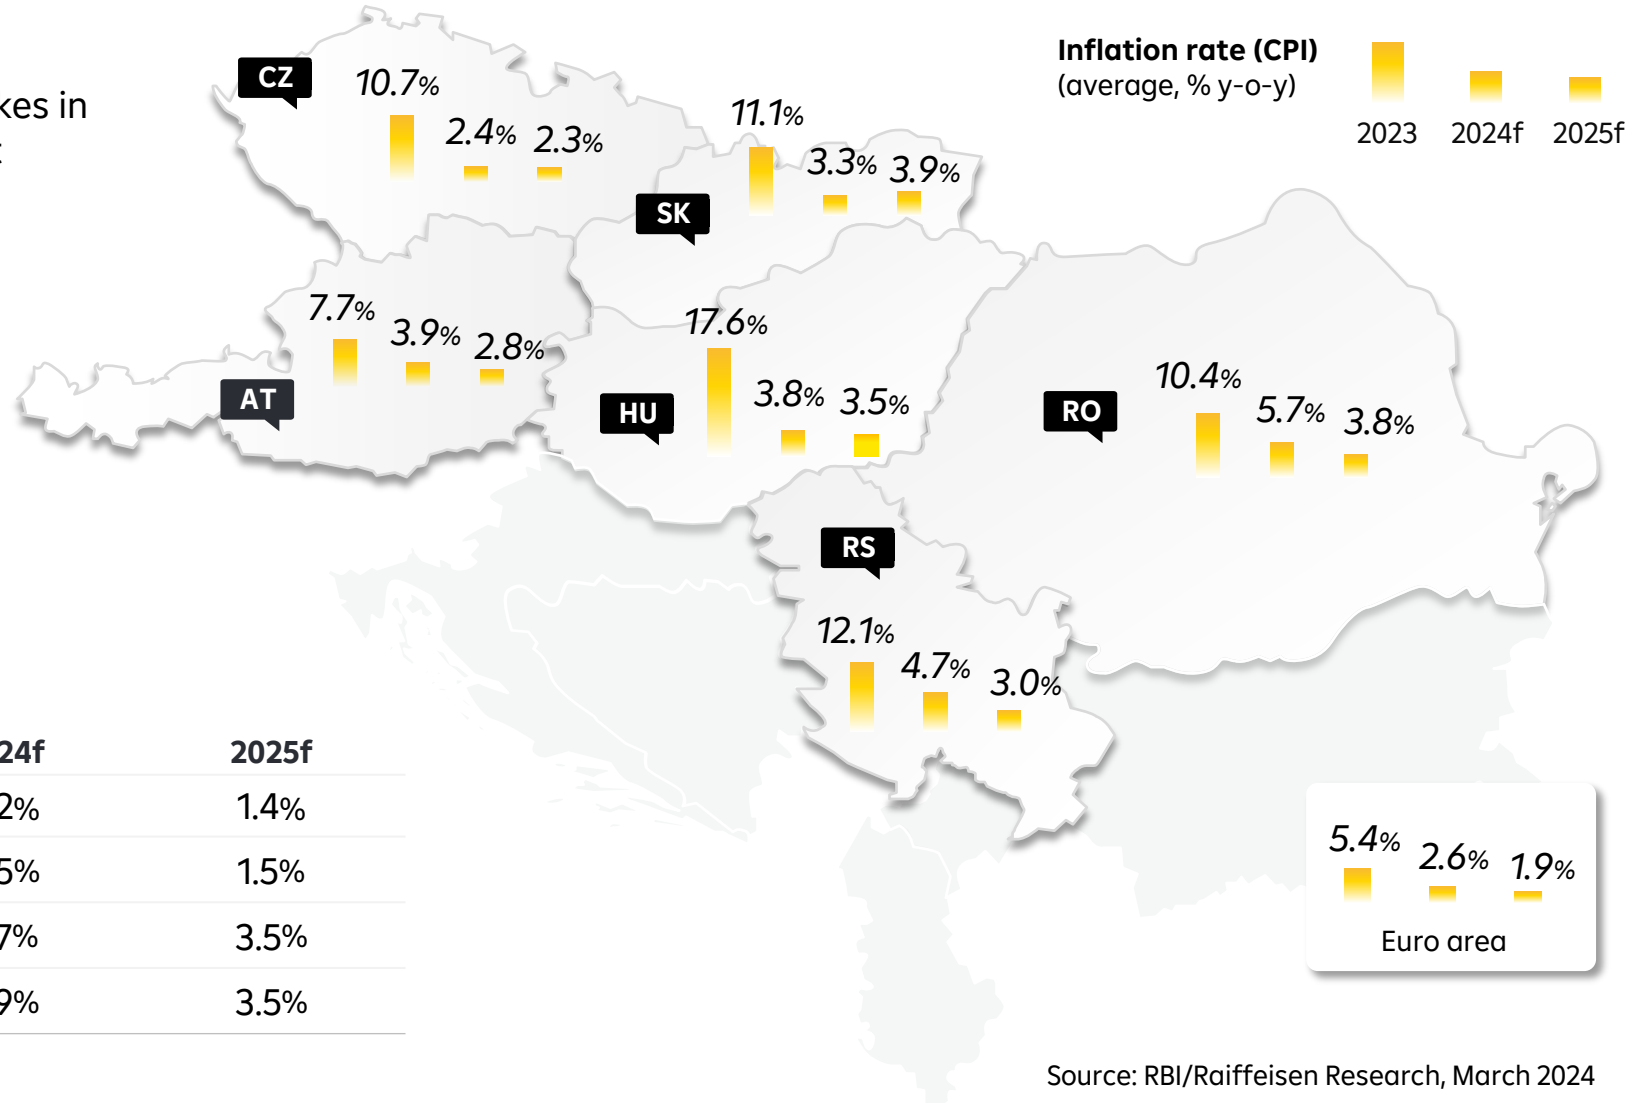 Inflation rate (CPI)
(average, % y-o-y)
2023 2024f 2025f
CZ
10.7% 2.4% 2.3%
SK
11.1% 3.3% 3.9%
AT
7.7% 3.9% 2.8%
HU
17.6% 3.8% 3.5%
RO
10.4% 5.7% 3.8%
RS
12.1% 4.7% 3.0%
5.4% 2.6% 1.9%
Euro area
in
24f 2025f
2% 1.4%
5% 1.5%
7% 3.5%
9% 3.5%
Source: RBI/Raiffeisen Research, March 2024